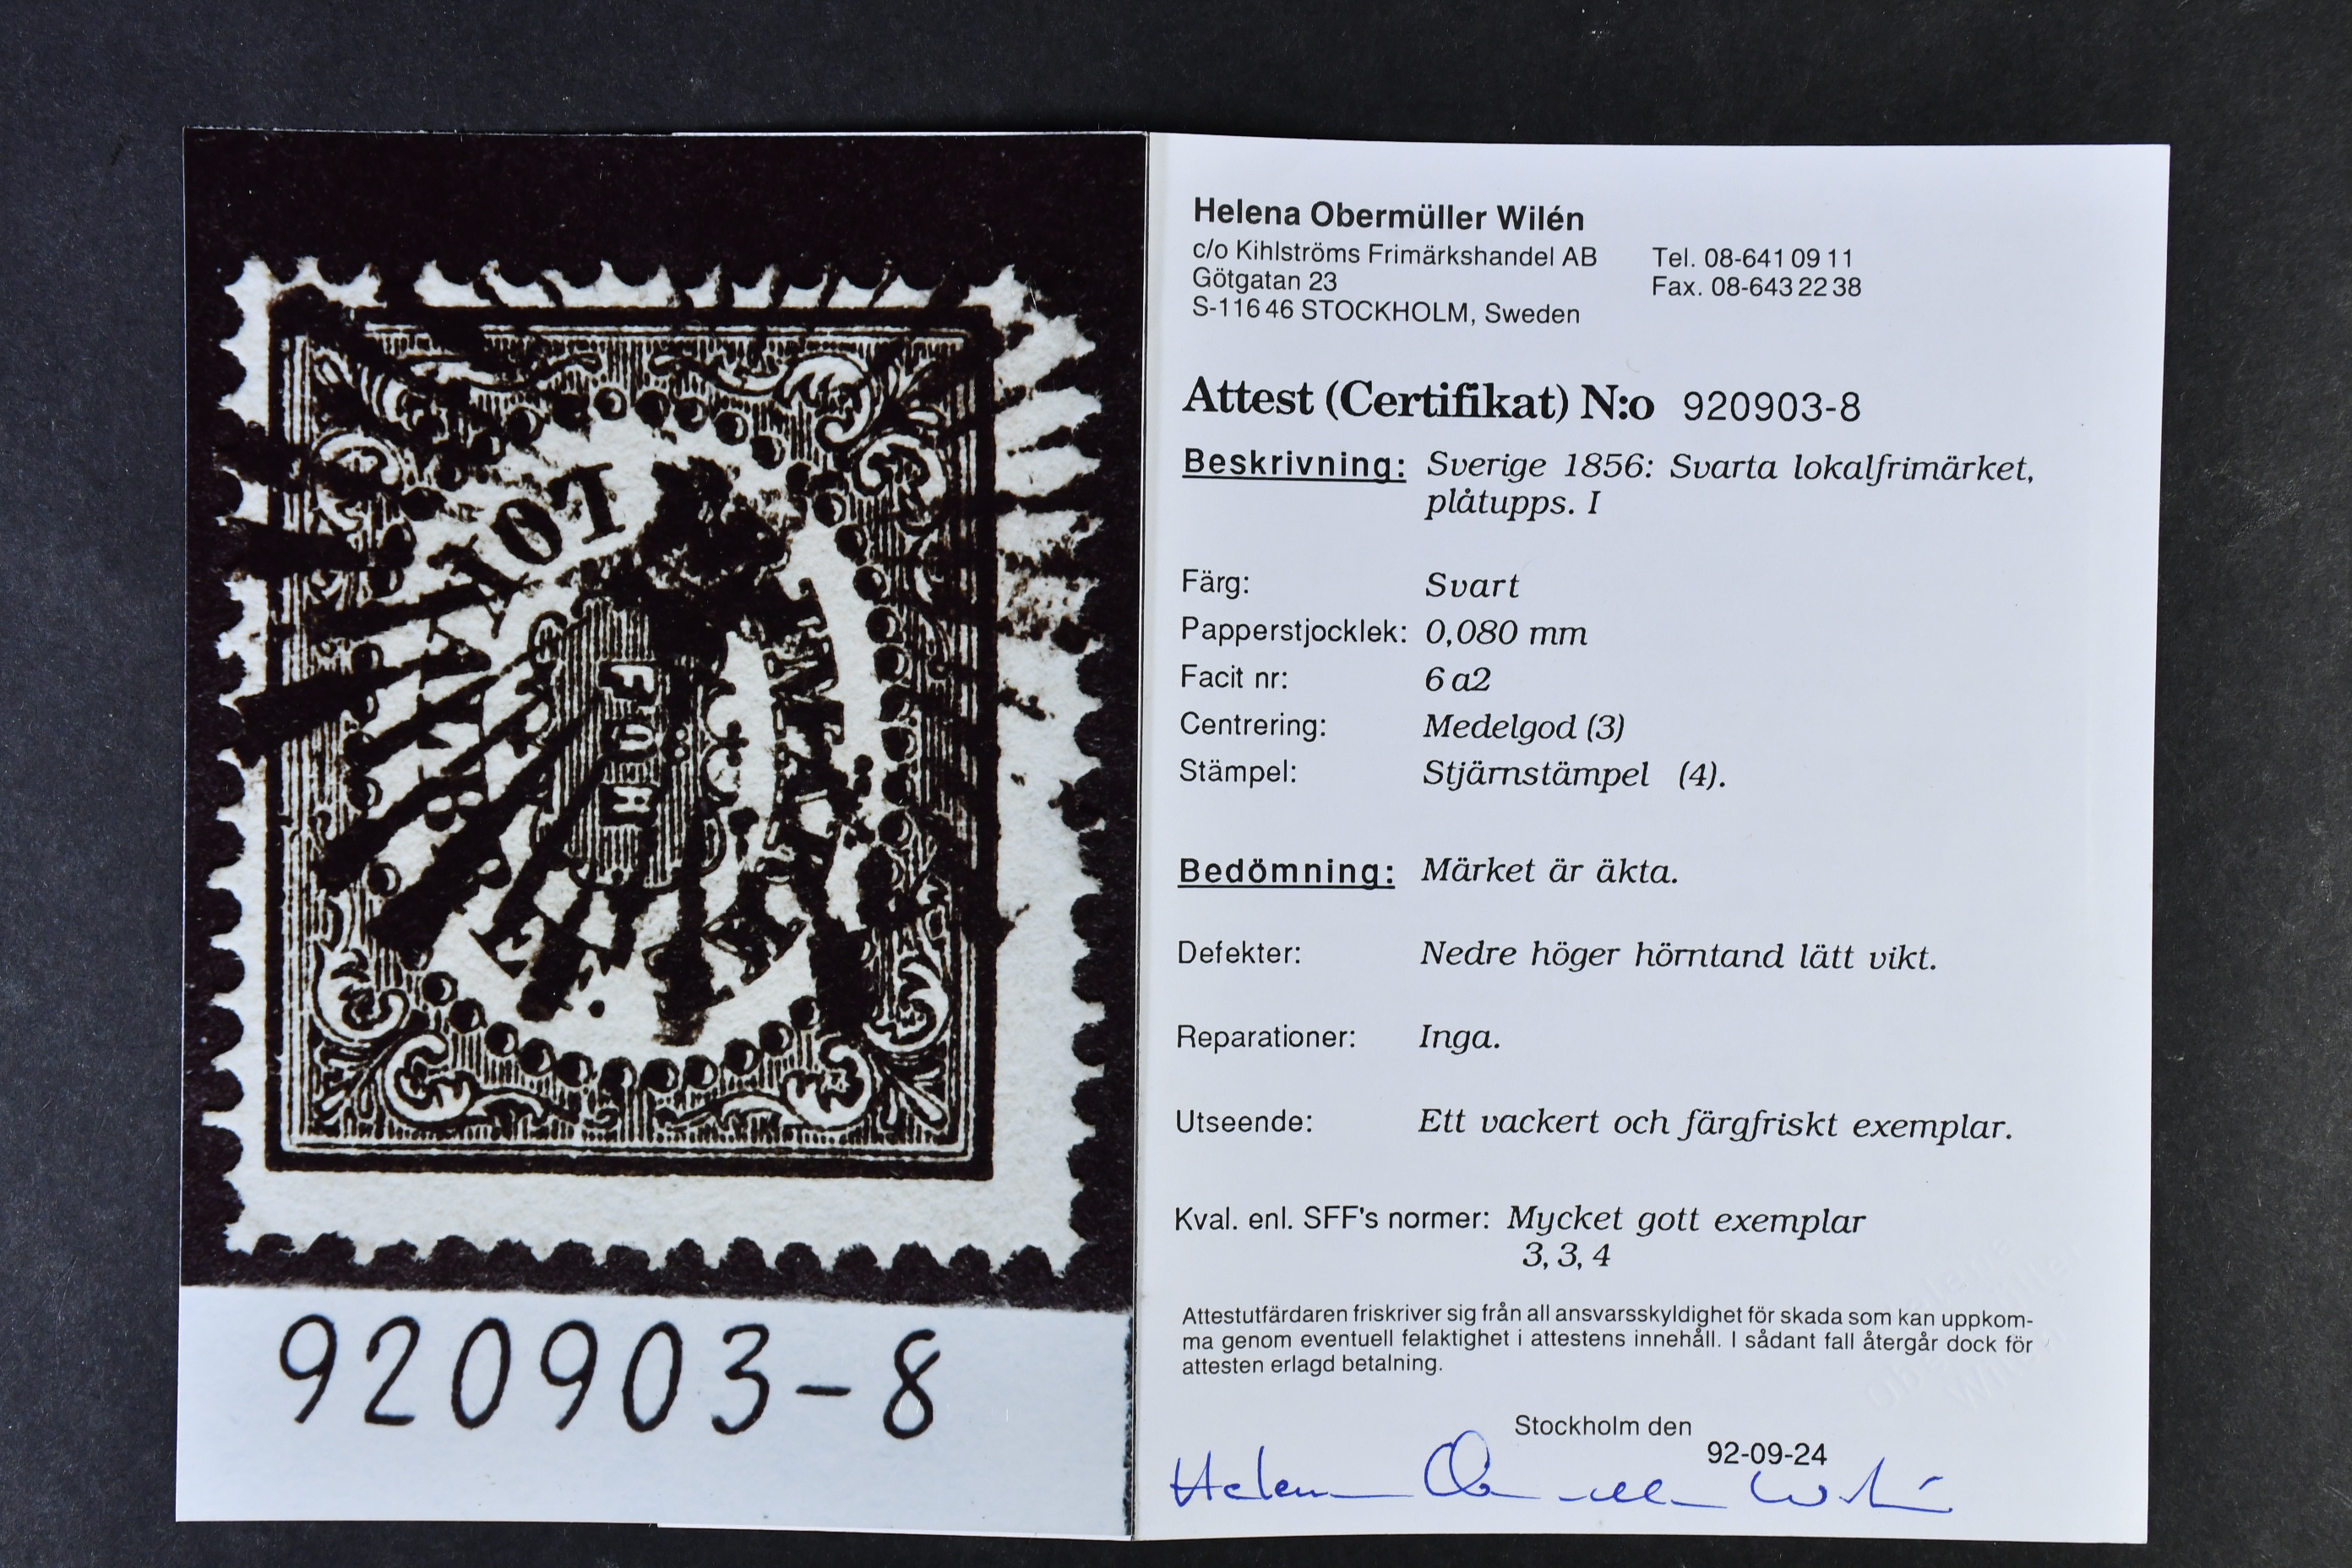 FÖR
920903-8
Helena Obermüller Wilén
c/o Kihlströms Frimärkshandel AB
Götgatan 23
S-116 46 STOCKHOLM, Sweden
Tel. 08-641 09 11
Fax. 08-643 22 38
Attest (Certifikat) N:o 920903-8
Beskrivning: Sverige 1856: Svarta lokalfrimärket,
plåtupps. I
Färg: Svart
Papperstjocklek: 0,080 mm
Facit nr: 6 a2
Centrering: Medelgod (3)
Stämpel: Stjärnstämpel (4).
Bedömning: Märket är äkta.
Defekter: Nedre höger hörntand lätt vikt.
Reparationer: Inga.
Utseende: Ett vackert och färgfriskt exemplar.
Kval. enl. SFF's normer: Mycket gott exemplar
3, 3, 4
Attestutfärdaren friskriver sig från all ansvarsskyldighet för skada som kan uppkom-
ma genom eventuell felaktighet i attestens innehåll. I sådant fall återgår dock för
attesten erlagd betalning.
Stockholm den
92-09-24
Helena Obermüller Wilén